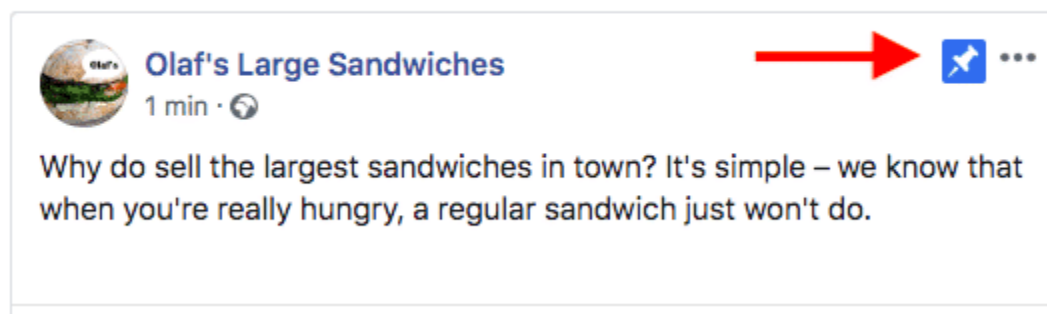 Olaf's
Olaf's Large Sandwiches
1 min ·
Why do sell the largest sandwiches in town? It's simple – we know that
when you're really hungry, a regular sandwich just won't do.